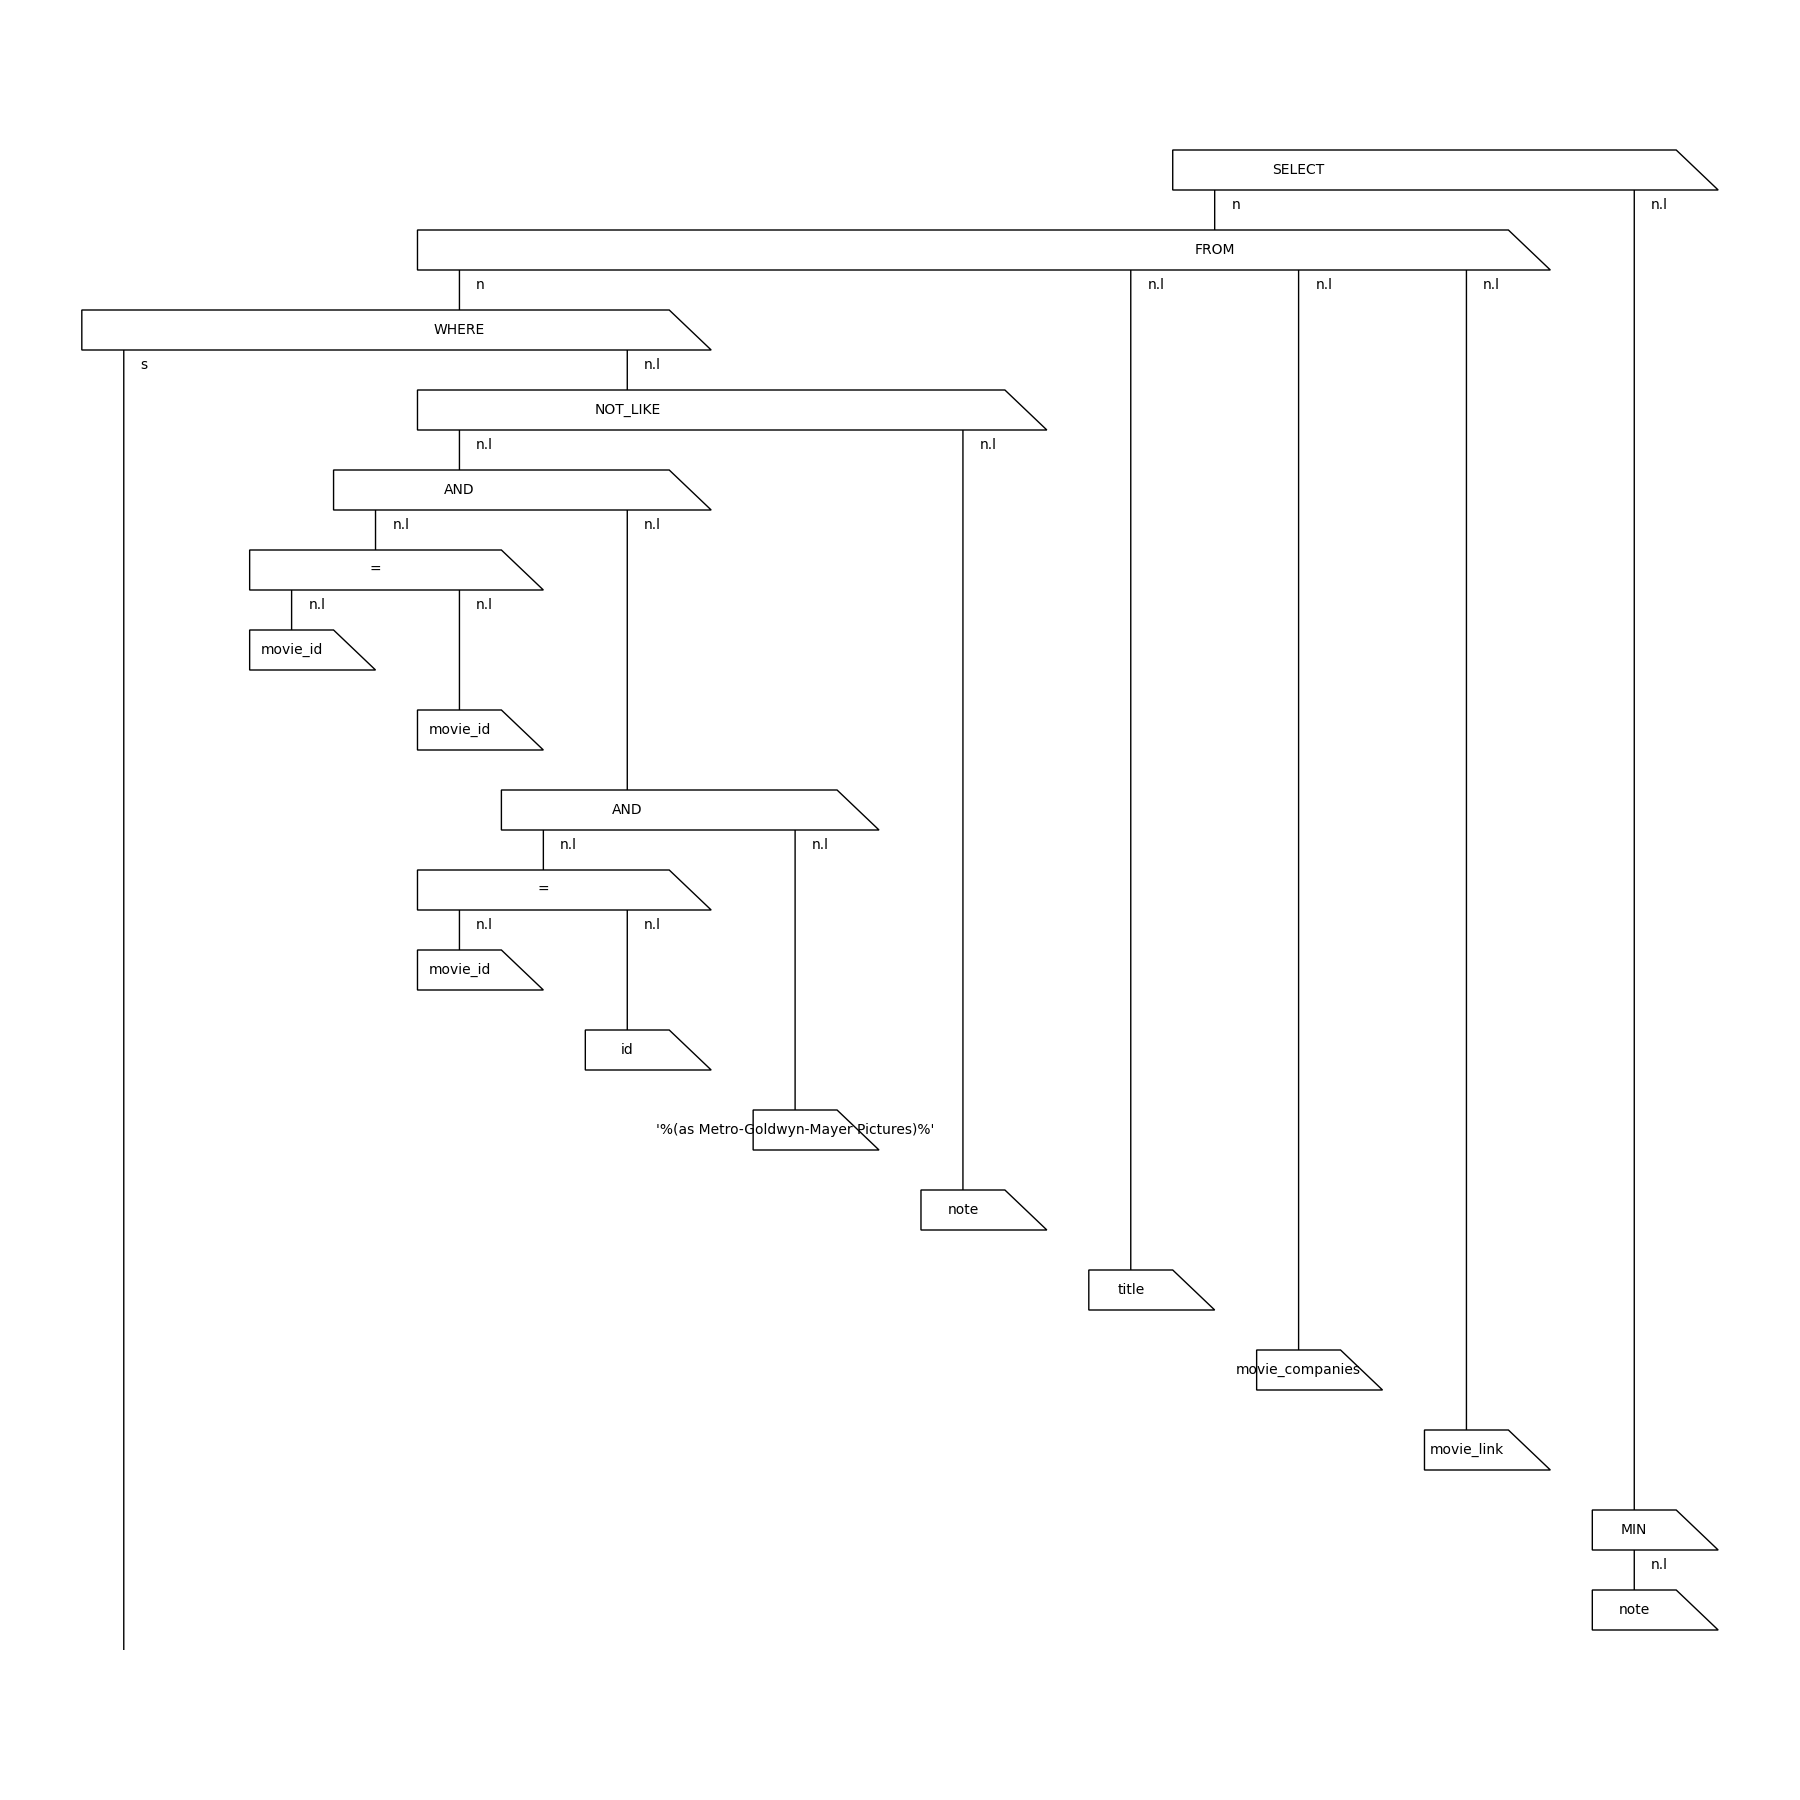 SELECT
n n.l
FROM
n n.l n.l n.l
WHERE
s n.l
NOT_LIKE
n.l n.l
AND
n.l n.l
=
n.l n.l
movie_id
movie_id
AND
n.l n.l
=
n.l n.l
movie_id
id
'%(as Metro-Goldwyn-Mayer Pictures)%'
note
title
movie_companies
movie_link
MIN
n.l
note